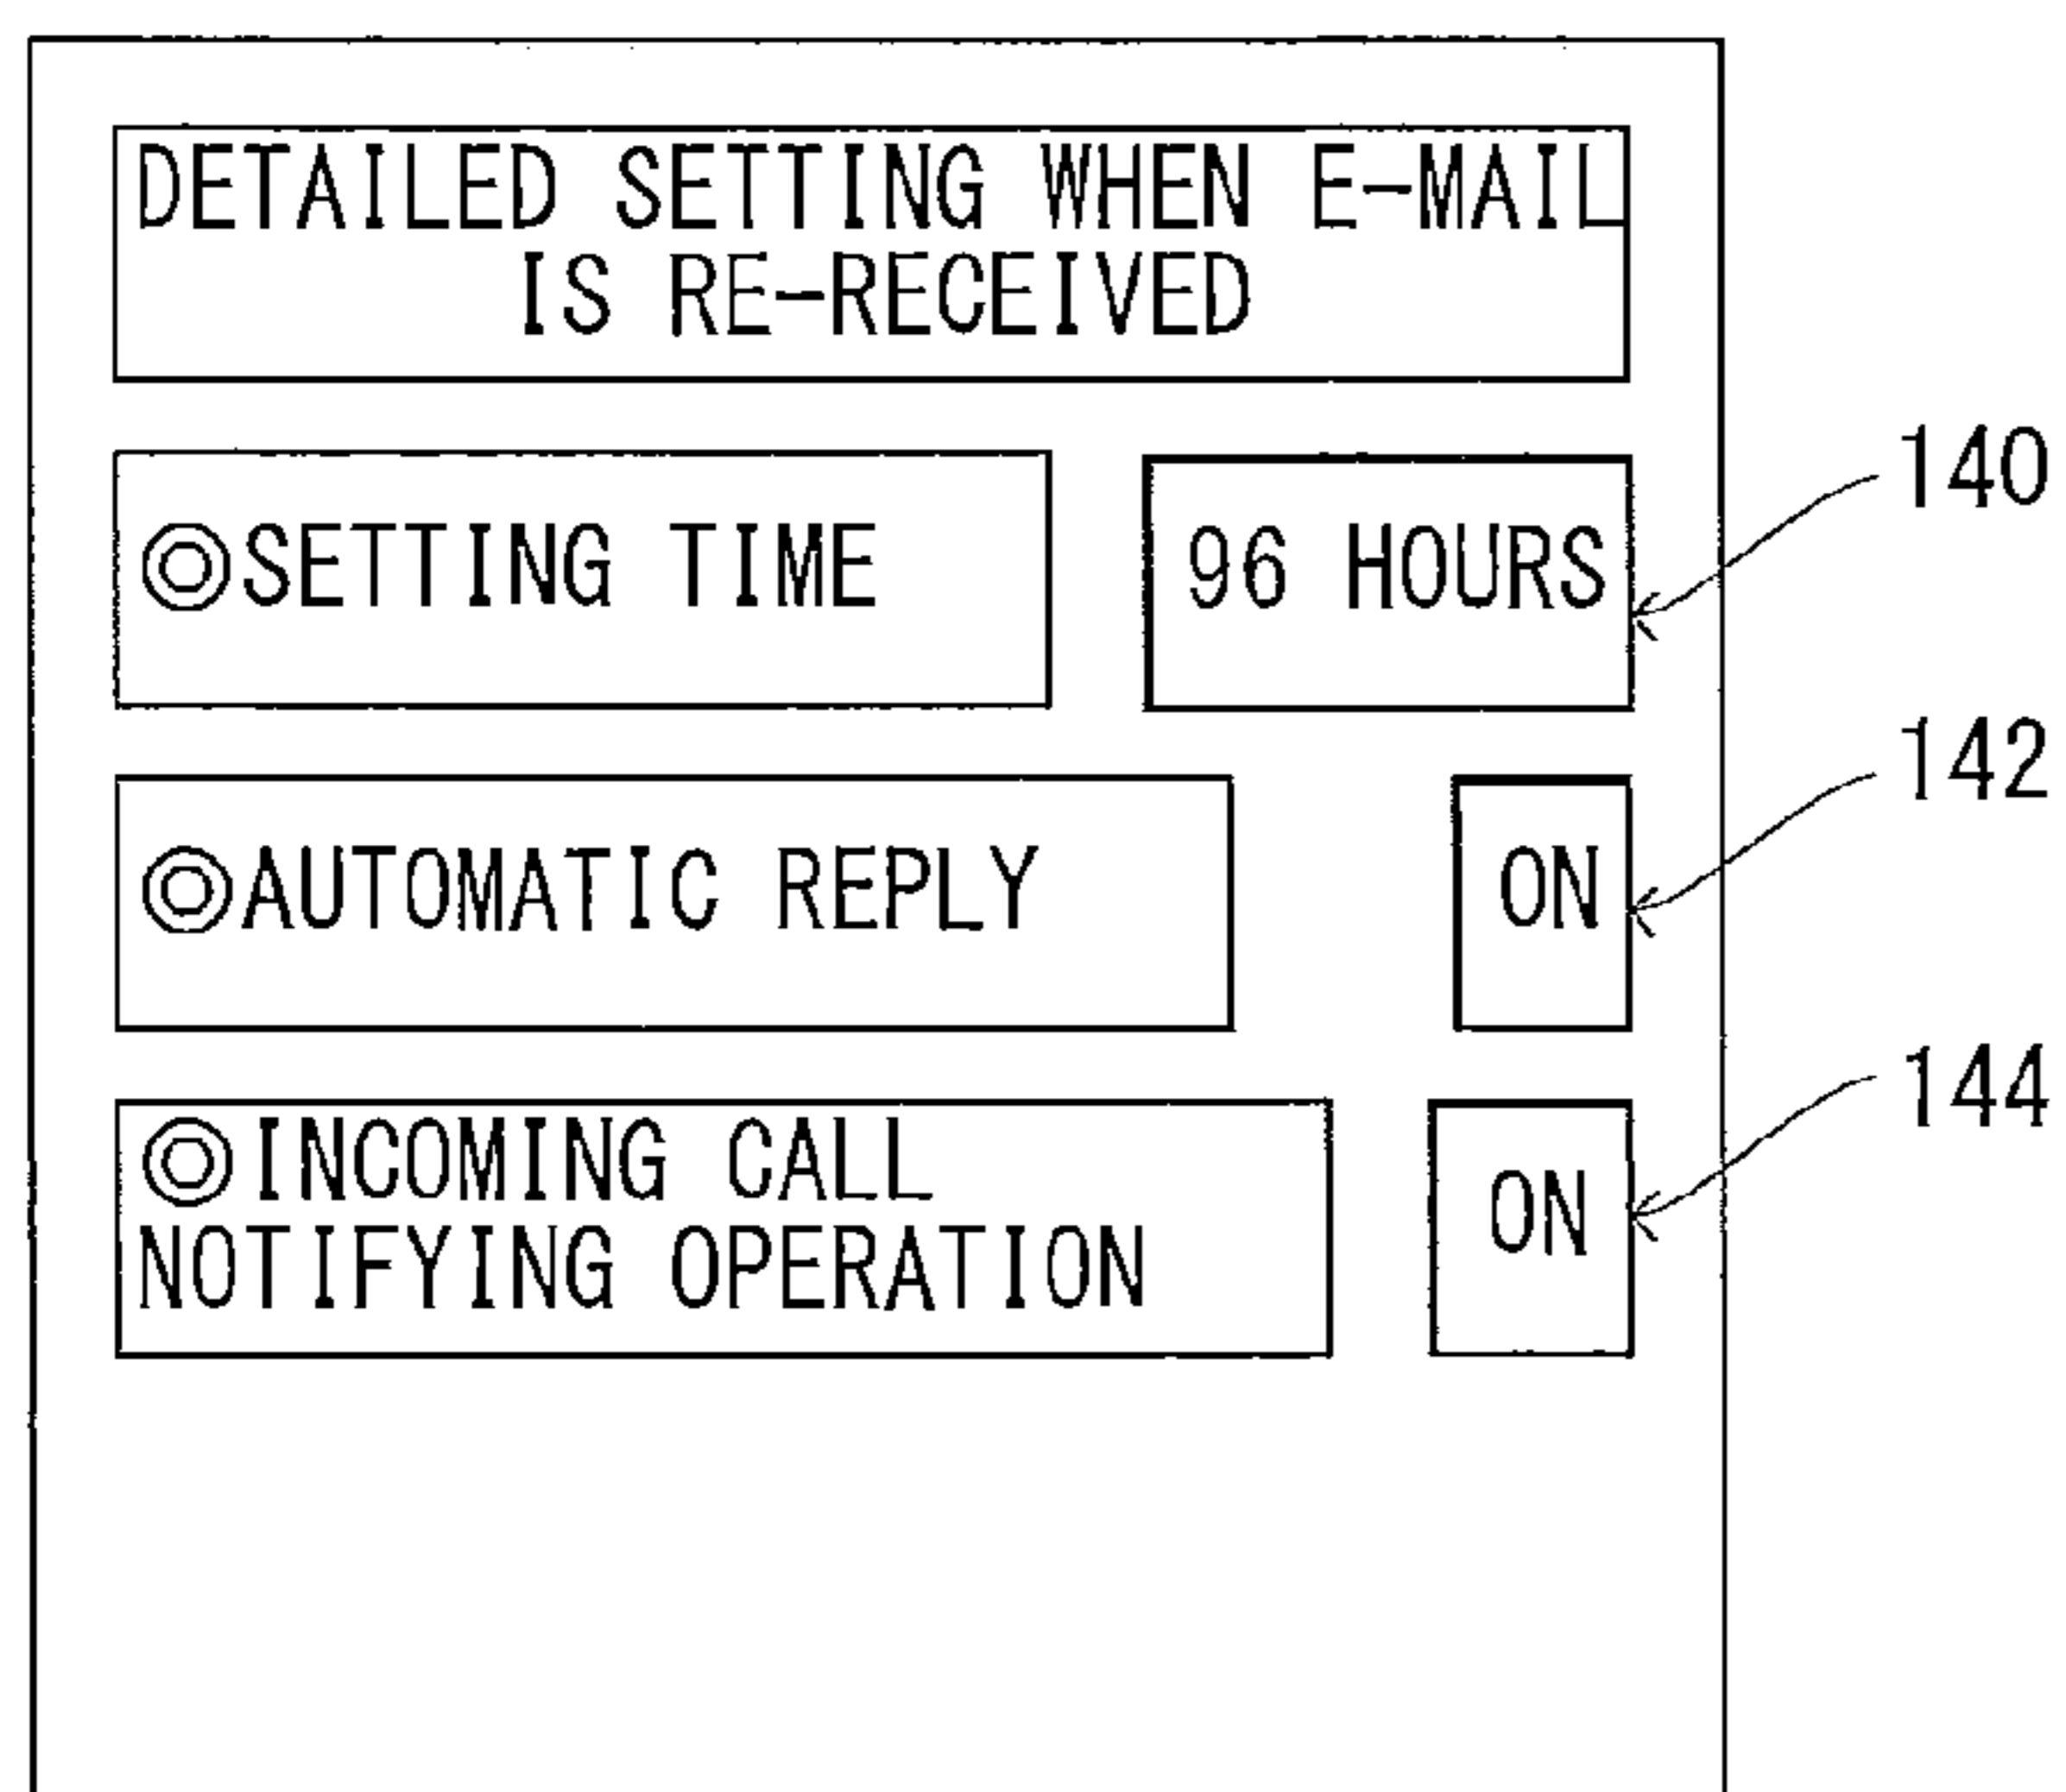 DETAILED SETTING WHEN E-MAIL
IS RE-RECEIVED
◎SETTING TIME
96 HOURS
140
◎AUTOMATIC REPLY
ON
142
◎INCOMING CALL
NOTIFYING OPERATION
ON
144